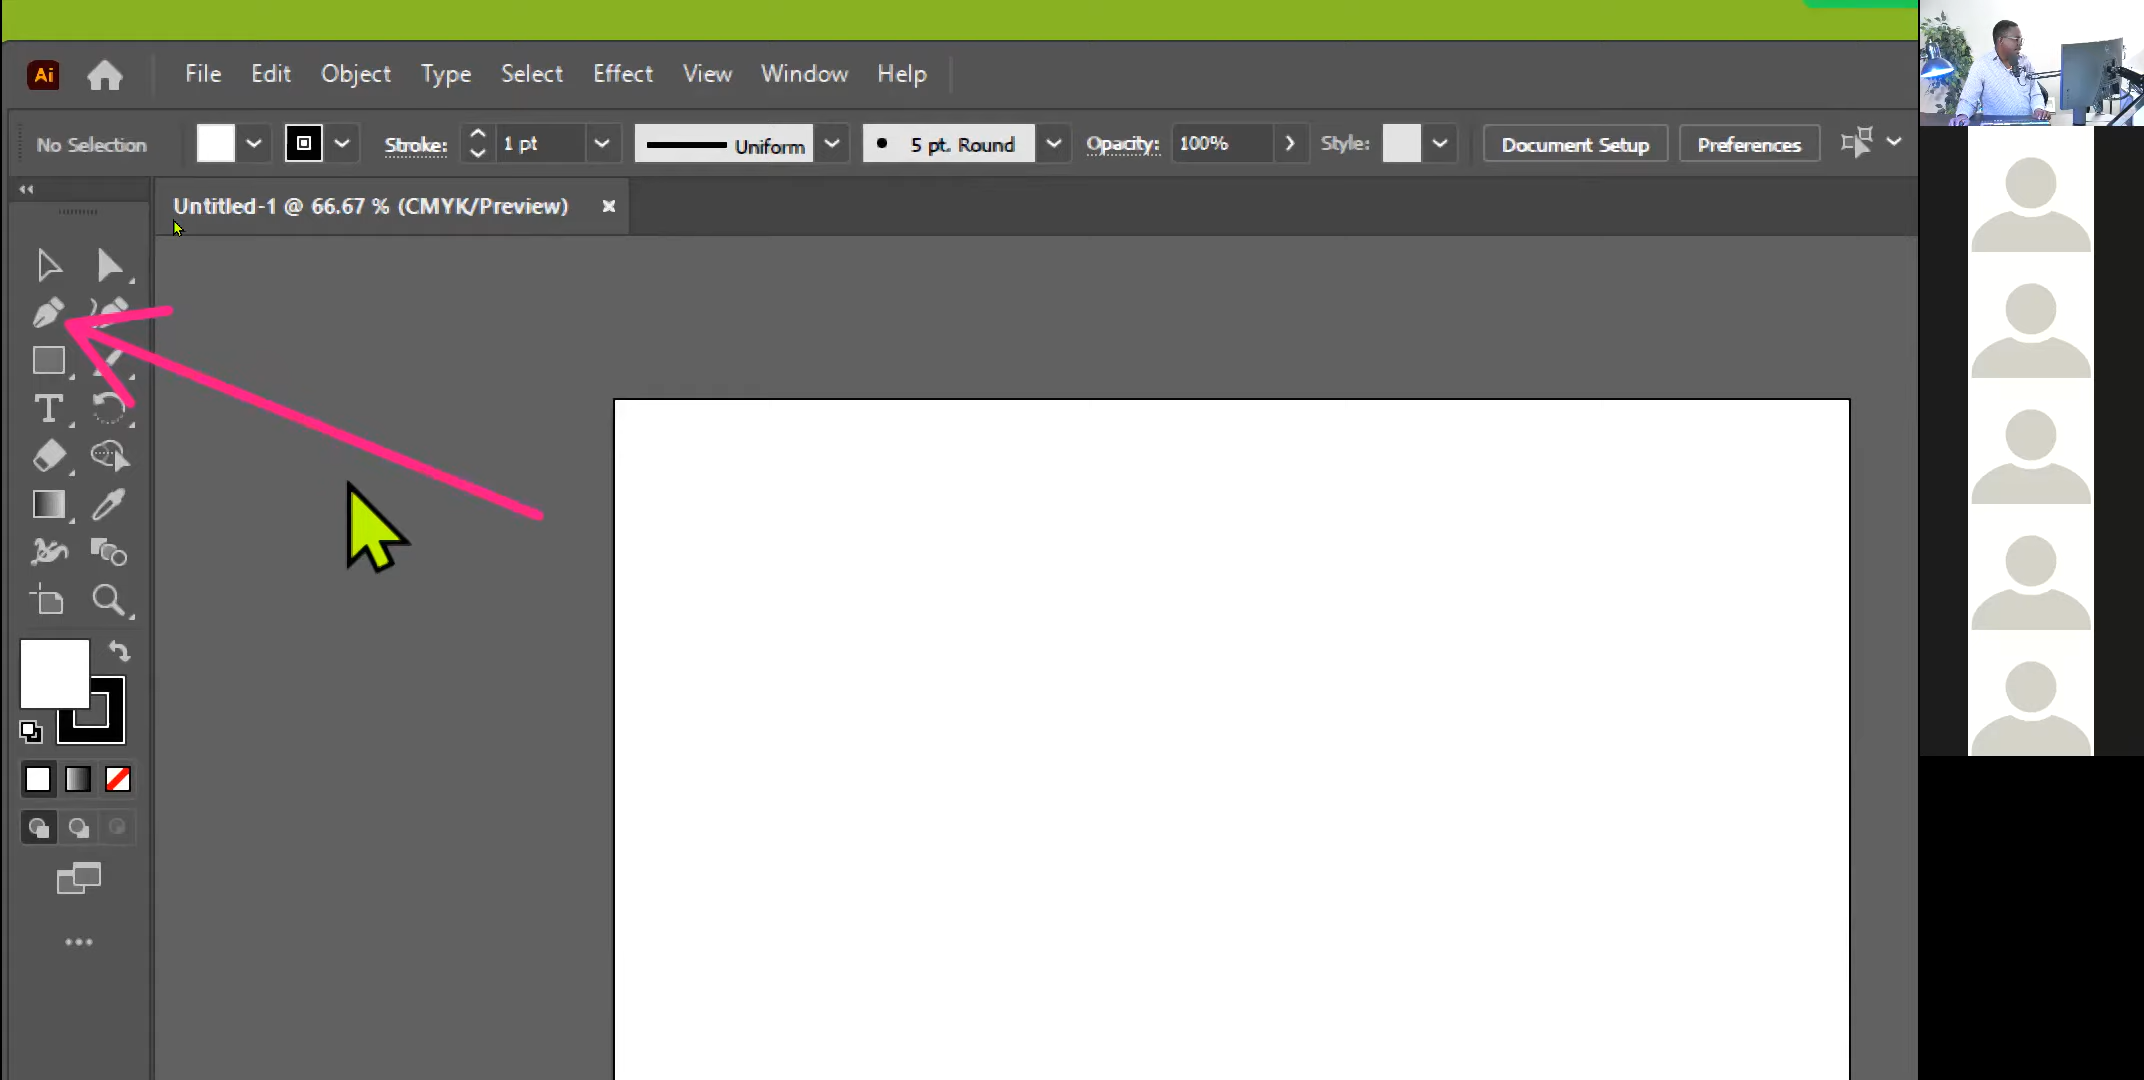 Ai File Edit Object Type Select Effect View Window Help
No Selection Stroke: 1 pt Uniform 5 pt. Round Opacity: 100% Style: Document Setup Preferences
Untitled-1 @ 66.67 % (CMYK/Preview)